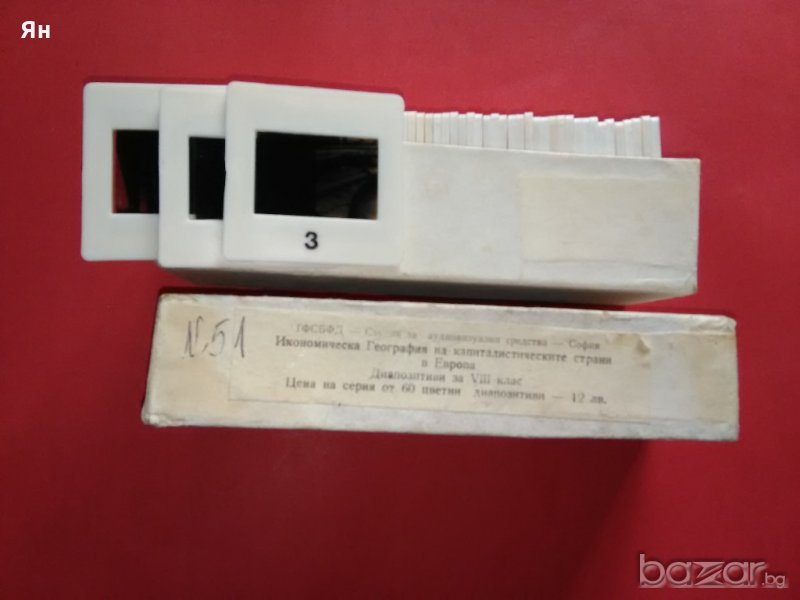 Ян
3
N. 51
ТФСБФД — Студия за аудиовизуални средства — София
Икономическа География на капиталистическите страни
в Европа
Диапозитиви за VIII клас
Цена на серия от 60 цветни диапозитиви — 12 лв.
bazar.bg